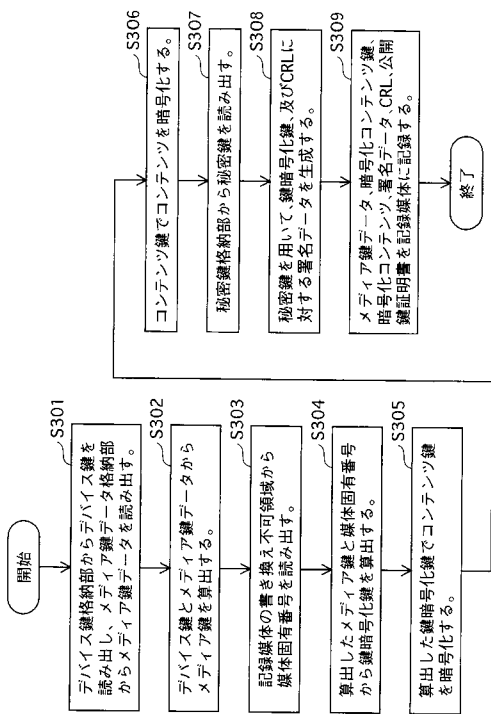 開始
S301
デバイス鍵格納部からデバイス鍵を
読み出し、メディア鍵データ格納部
からメディア鍵データを読み出す。
S302
デバイス鍵とメディア鍵データから
メディア鍵を算出する。
S303
記録媒体の書き換え不可領域から
媒体固有番号を読み出す。
S304
算出したメディア鍵と媒体固有番号
から鍵暗号化鍵を算出する。
S305
算出した鍵暗号化鍵でコンテンツ鍵
を暗号化する。
S306
コンテンツ鍵でコンテンツを暗号化する。
S307
秘密鍵格納部から秘密鍵を読み出す。
S308
秘密鍵を用いて、鍵暗号化鍵、及びCRLに
対する署名データを生成する。
S309
メディア鍵データ、暗号化コンテンツ鍵、
暗号化コンテンツ、署名データ、CRL、公開
鍵証明書を記録媒体に記録する。
終了